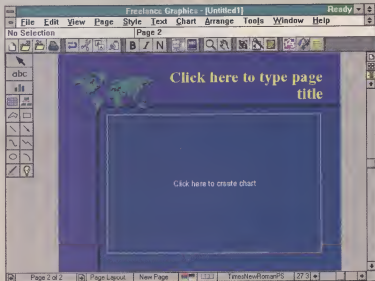 Freelance Graphics - [Untitled1]
Ready
File Edit View Page Style Text Chart Arrange Tools Window Help
No Selection
Page 2
B I N
abc
Click here to type page
title
Click here to create chart
Page 2 of 2
Page Layout
New Page
TimesNewRomanPS
27.3